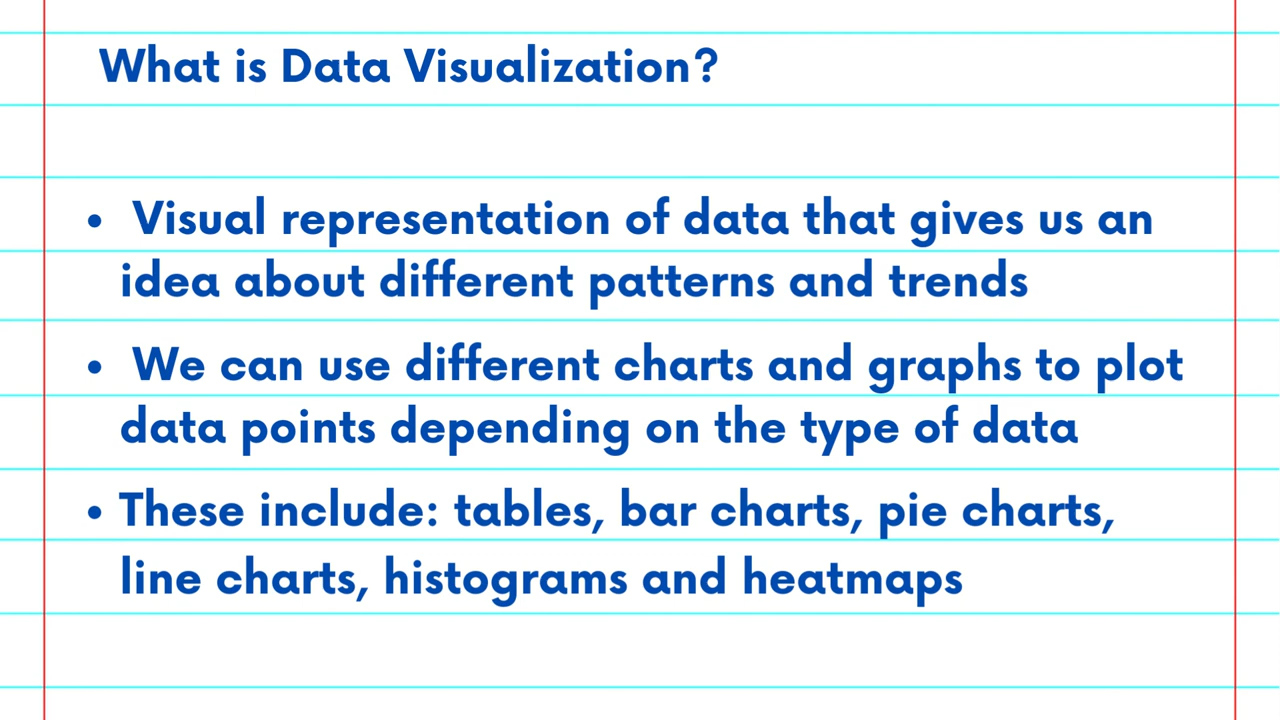 What is Data Visualization?
• Visual representation of data that gives us an
idea about different patterns and trends
• We can use different charts and graphs to plot
data points depending on the type of data
• These include: tables, bar charts, pie charts,
line charts, histograms and heatmaps